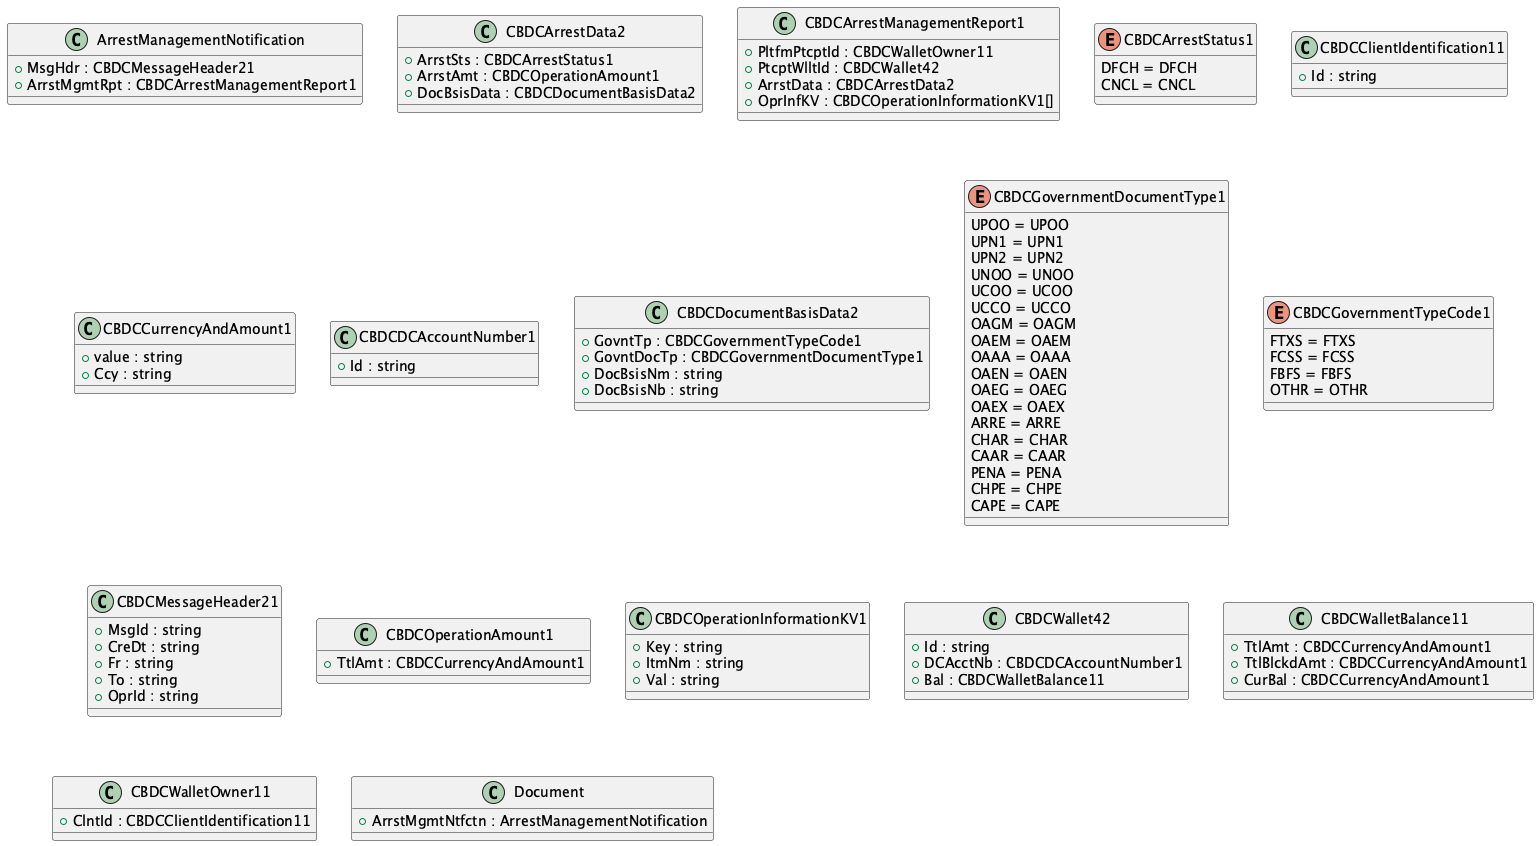 C ArrestManagementNotification
MsgHdr : CBDCMessageHeader21
ArrstMgmtRpt : CBDCArrestManagementReport1
C CBDCArrestData2
ArrstSts : CBDCArrestStatus1
ArrstAmt : CBDCOperationAmount1
DocBsisData : CBDCDocumentBasisData2
C CBDCArrestManagementReport1
PltfmPtcptId : CBDCWalletOwner11
PtcptWlltId : CBDCWallet42
ArrstData : CBDCArrestData2
OprInfKV : CBDCOperationInformationKV1[]
E CBDCArrestStatus1
DFCH = DFCH
CNCL = CNCL
C CBDCClientIdentification11
Id : string
C CBDCCurrencyAndAmount1
value : string
Ccy : string
C CBDCDCAccountNumber1
Id : string
C CBDCDocumentBasisData2
GovntTp : CBDCGovernmentTypeCode1
GovntDocTp : CBDCGovernmentDocumentType1
DocBsisNm : string
DocBsisNb : string
E CBDCGovernmentDocumentType1
UPOO = UPOO
UPN1 = UPN1
UPN2 = UPN2
UNOO = UNOO
UCOO = UCOO
UCCO = UCCO
OAGM = OAGM
OAEM = OAEM
OAAA = OAAA
OAEN = OAEN
OAEG = OAEG
OAEX = OAEX
ARRE = ARRE
CHAR = CHAR
CAAR = CAAR
PENA = PENA
CHPE = CHPE
CAPE = CAPE
E CBDCGovernmentTypeCode1
FTXS = FTXS
FCSS = FCSS
FBFS = FBFS
OTHR = OTHR
C CBDCMessageHeader21
MsgId : string
CreDt : string
Fr : string
To : string
OprId : string
C CBDCOperationAmount1
TtlAmt : CBDCCurrencyAndAmount1
C CBDCOperationInformationKV1
Key : string
ItmNm : string
Val : string
C CBDCWallet42
Id : string
DCAcctNb : CBDCDCAccountNumber1
Bal : CBDCWalletBalance11
C CBDCWalletBalance11
TtlAmt : CBDCCurrencyAndAmount1
TtlBlckdAmt : CBDCCurrencyAndAmount1
CurBal : CBDCCurrencyAndAmount1
C CBDCWalletOwner11
ClntId : CBDCClientIdentification11
C Document
ArrstMgmtNtfctn : ArrestManagementNotification